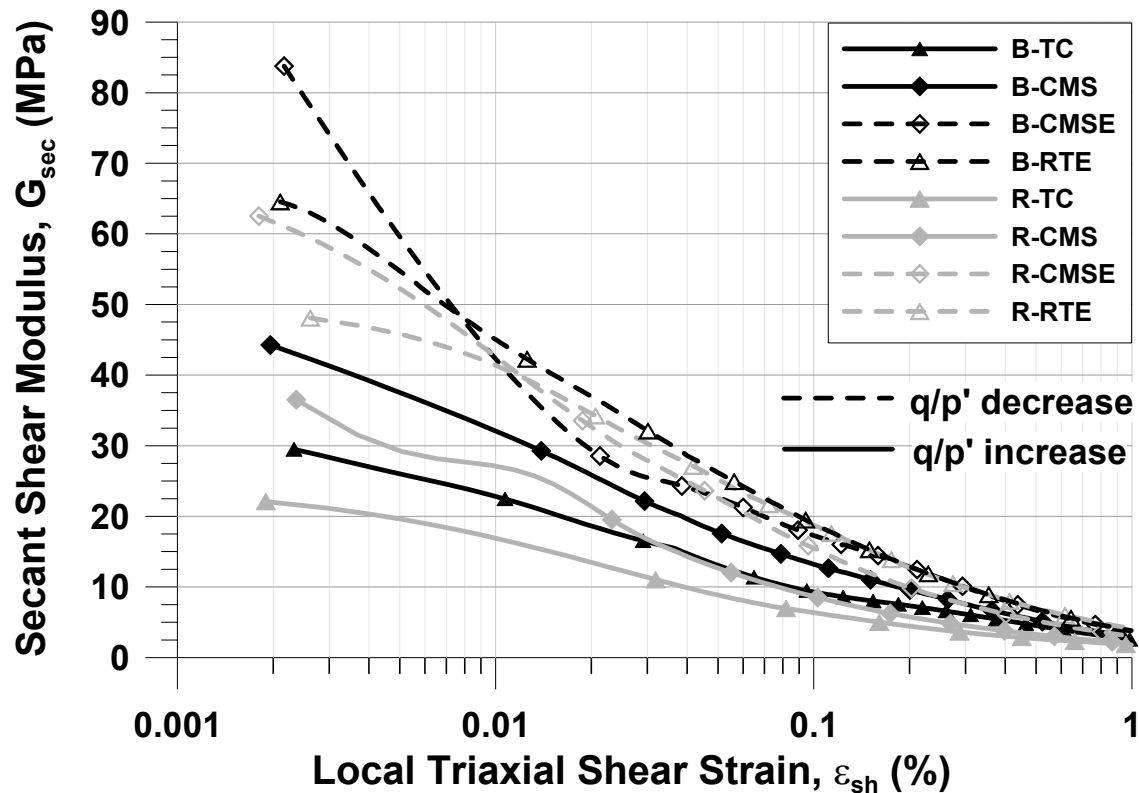 Secant Shear Modulus, Gsec (MPa)
90
80
70
60
50
40
30
20
10
0
B-TC
B-CMS
B-CMSE
B-RTE
R-TC
R-CMS
R-CMSE
R-RTE
q/p' decrease
q/p' increase
0.001 0.01 0.1 1
Local Triaxial Shear Strain, εsh (%)